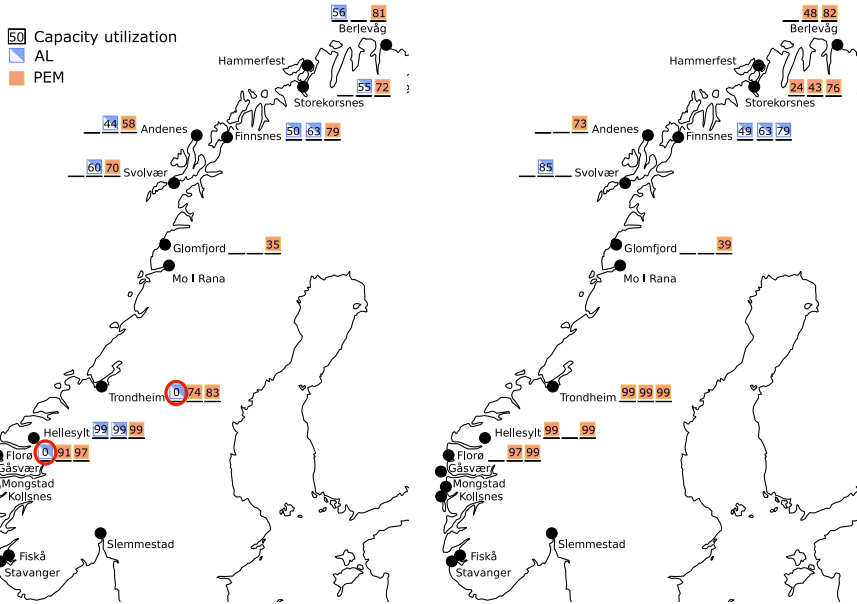 50 Capacity utilization
AL
PEM
56 81
Berlevåg
Hammerfest
55 72
Storekorsnes
44 58 Andenes
Finnsnes 50 63 79
60 70 Svolvær
Glomfjord 35
Mo I Rana
Trondheim 0 74 83
Hellesylt 99 99 99
Florø 0 91 97
Gåsvær
Mongstad
Kollsnes
Slemmestad
Fiskå
Stavanger
48 82
Berlevåg
Hammerfest
24 43 76
Storekorsnes
73 Andenes
Finnsnes 49 63 79
85 Svolvær
Glomfjord 39
Mo I Rana
Trondheim 99 99 99
Hellesylt 99 99
Florø 97 99
Gåsvær
Mongstad
Kollsnes
Slemmestad
Fiskå
Stavanger